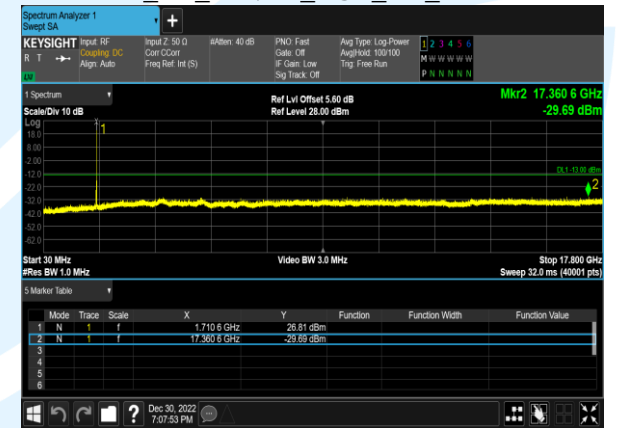 Spectrum Analyzer 1
Swept SA
+
KEYSIGHT Input: RF Input Z: 50 Ω #Atten: 40 dB PNO: Fast Avg Type: Log-Power 1 2 3 4 5 6
R T Coupling: DC Corr CCorr Gate: Off Avg|Hold: 100/100 M W W W W W
Align: Auto Freq Ref: Int (S) IF Gain: Low Trig: Free Run P N N N N N
LXI Sig Track: Off
1 Spectrum Mkr2 17.360 6 GHz
Ref Lvl Offset 5.60 dB
Scale/Div 10 dB Ref Level 28.00 dBm -29.69 dBm
Log
1
18.0
8.00
-2.00
-12.0 DL1 -13.00 dBm
-22.0 2
-32.0
-42.0
-52.0
-62.0
Start 30 MHz Video BW 3.0 MHz Stop 17.800 GHz
#Res BW 1.0 MHz Sweep 32.0 ms (40001 pts)
5 Marker Table
Mode Trace Scale X Y Function Function Width Function Value
1 N 1 f 1.710 6 GHz 26.81 dBm
2 N 1 f 17.360 6 GHz -29.69 dBm
3
4
5
6
? Dec 30, 2022
7:07:53 PM